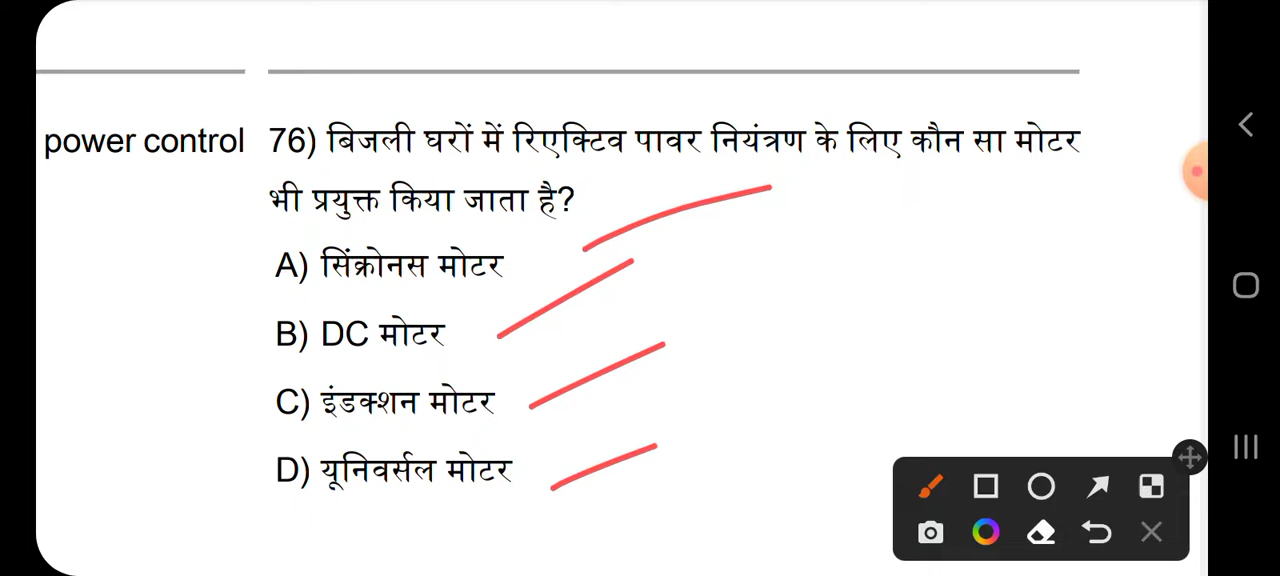 power control
76) बिजली घरों में रिएक्टिव पावर नियंत्रण के लिए कौन सा मोटर
भी प्रयुक्त किया जाता है?
A) सिंक्रोनस मोटर
B) DC मोटर
C) इंडक्शन मोटर
D) यूनिवर्सल मोटर